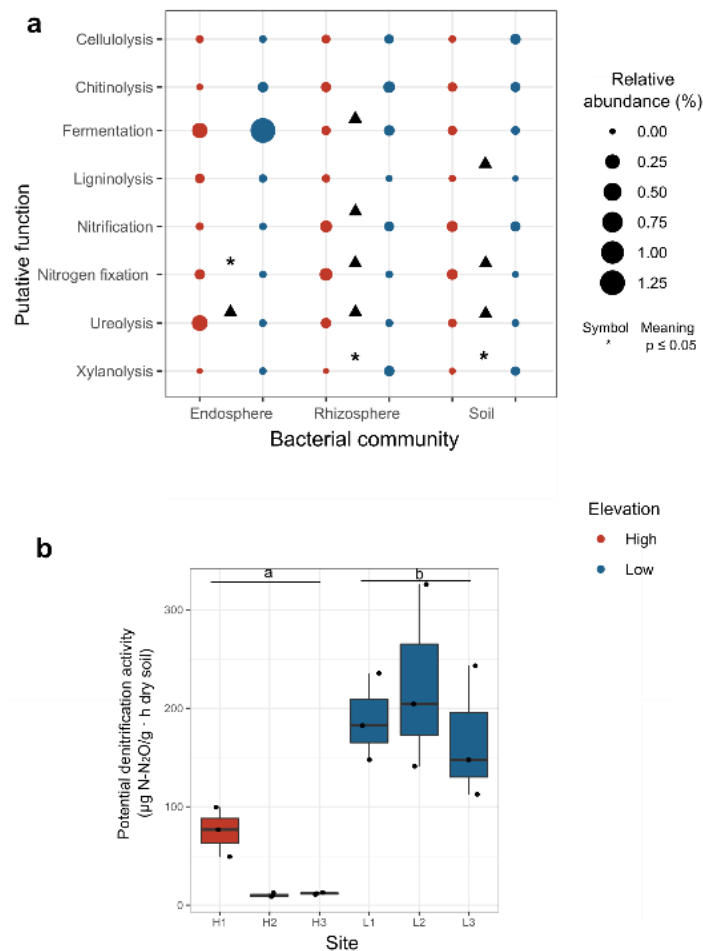 a
Cellulolysis
Chitinolysis
Fermentation
Ligninolysis
Nitrification
Nitrogen fixation
Ureolysis
Xylanolysis
Putative function
*
*
*
Endosphere
Rhizosphere
Soil
Bacterial community
Relative
abundance (%)
0.00
0.25
0.50
0.75
1.00
1.25
Symbol Meaning
* p ≤ 0.05
Elevation
High
Low
b
a
b
300
200
100
0
Potential denitrification activity
(µg N-N₂O/g · h dry soil)
H1
H2
H3
L1
L2
L3
Site